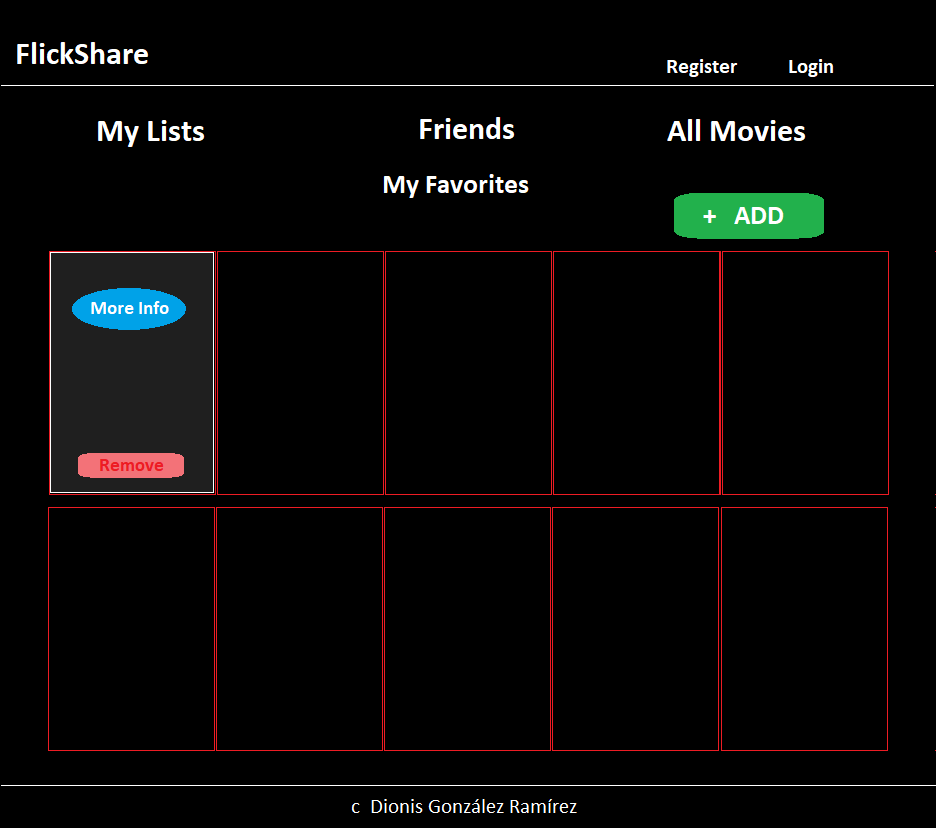 FlickShare
Register Login
My Lists Friends All Movies
My Favorites
+ ADD
More Info
Remove
c Dionis González Ramírez